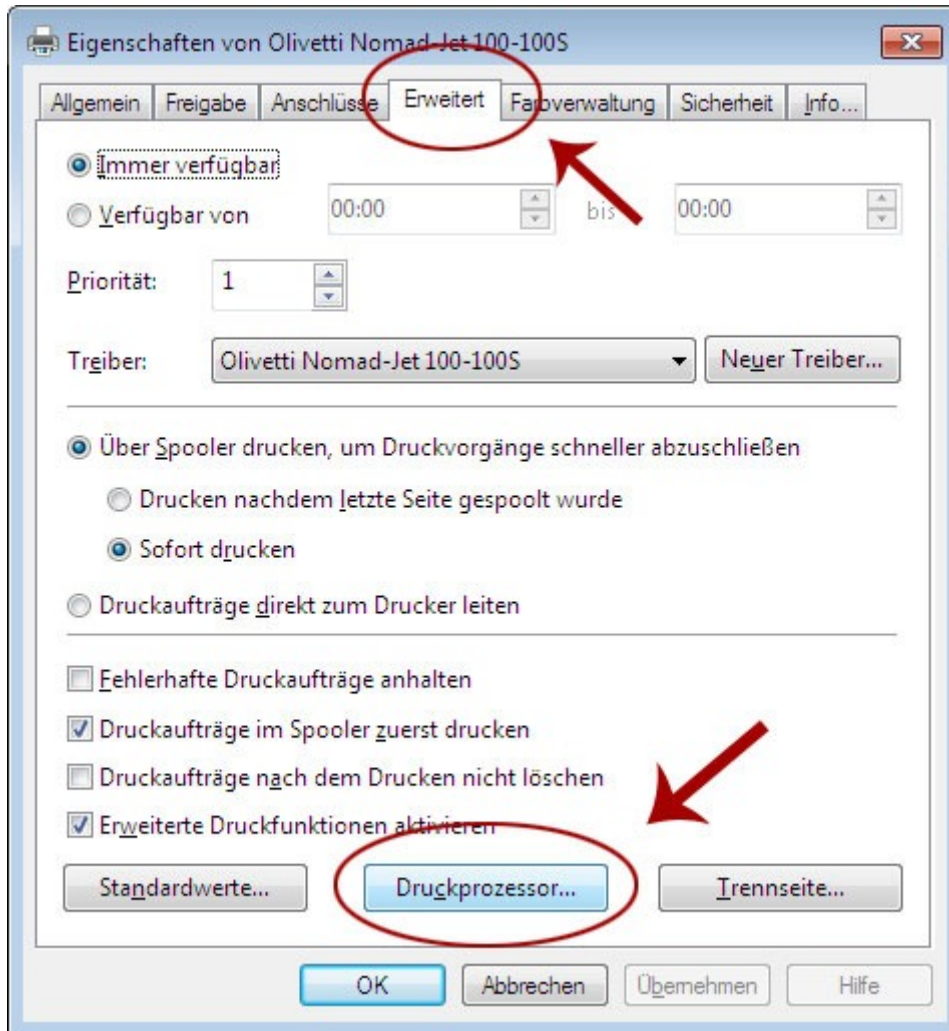 Eigenschaften von Olivetti Nomad-Jet 100-100S
Allgemein Freigabe Anschlüsse Erweitert Farbverwaltung Sicherheit Info...
Immer verfügbar
Verfügbar von 00:00 bis 00:00
Priorität: 1
Treiber: Olivetti Nomad-Jet 100-100S Neuer Treiber...
Über Spooler drucken, um Druckvorgänge schneller abzuschließen
Drucken nachdem letzte Seite gespoolt wurde
Sofort drucken
Druckaufträge direkt zum Drucker leiten
Fehlerhafte Druckaufträge anhalten
Druckaufträge im Spooler zuerst drucken
Druckaufträge nach dem Drucken nicht löschen
Erweiterte Druckfunktionen aktivieren
Standardwerte... Druckprozessor... Trennseite...
OK Abbrechen Übernehmen Hilfe